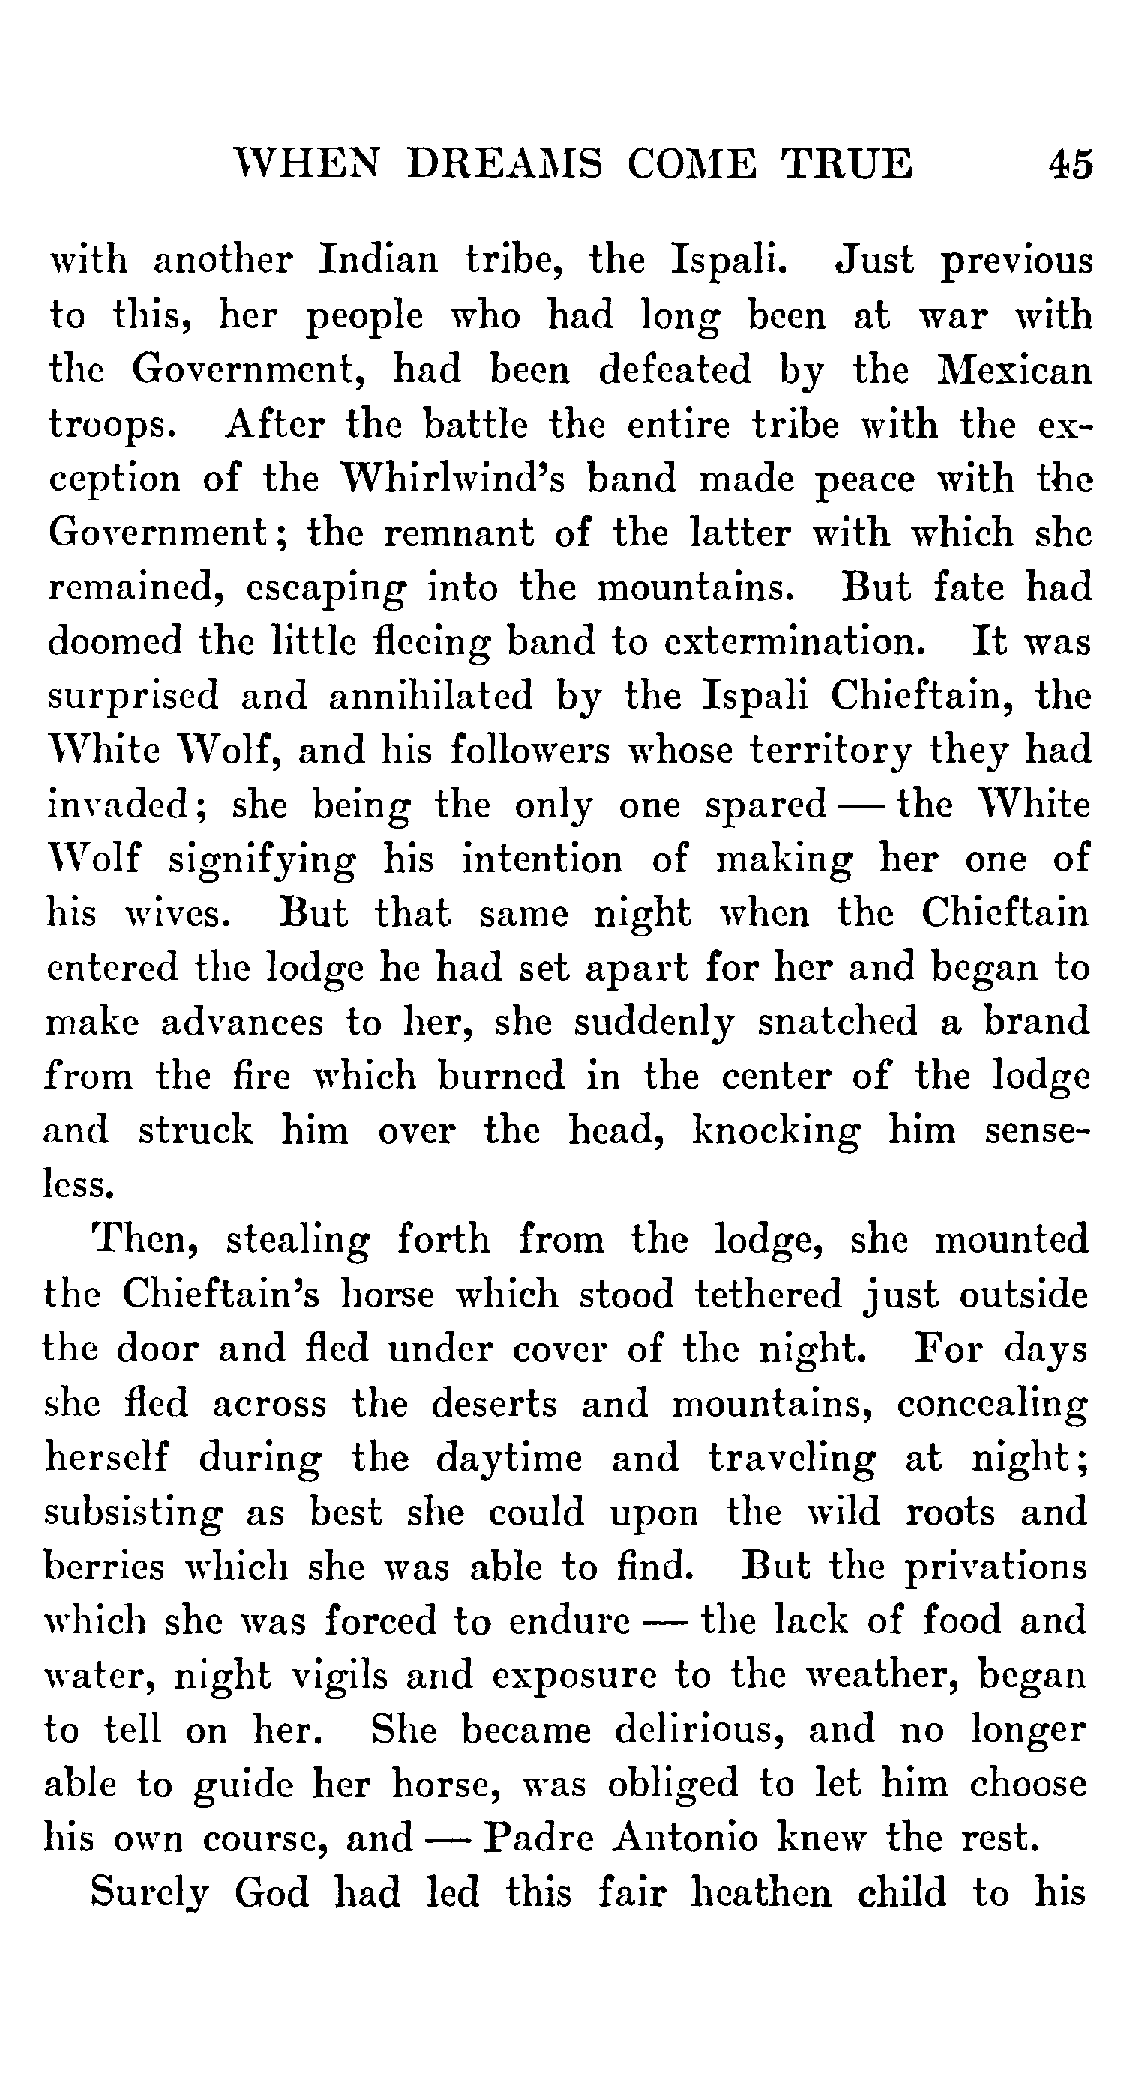 WHEN DREAMS COME TRUE 45
with another Indian tribe, the Ispali. Just previous
to this, her people who had long been at war with
the Government, had been defeated by the Mexican
troops. After the battle the entire tribe with the ex-
ception of the Whirlwind's band made peace with the
Government; the remnant of the latter with which she
remained, escaping into the mountains. But fate had
doomed the little fleeing band to extermination. It was
surprised and annihilated by the Ispali Chieftain, the
White Wolf, and his followers whose territory they had
invaded; she being the only one spared — the White
Wolf signifying his intention of making her one of
his wives. But that same night when the Chieftain
entered the lodge he had set apart for her and began to
make advances to her, she suddenly snatched a brand
from the fire which burned in the center of the lodge
and struck him over the head, knocking him sense-
less.
Then, stealing forth from the lodge, she mounted
the Chieftain's horse which stood tethered just outside
the door and fled under cover of the night. For days
she fled across the deserts and mountains, concealing
herself during the daytime and traveling at night;
subsisting as best she could upon the wild roots and
berries which she was able to find. But the privations
which she was forced to endure — the lack of food and
water, night vigils and exposure to the weather, began
to tell on her. She became delirious, and no longer
able to guide her horse, was obliged to let him choose
his own course, and — Padre Antonio knew the rest.
Surely God had led this fair heathen child to his